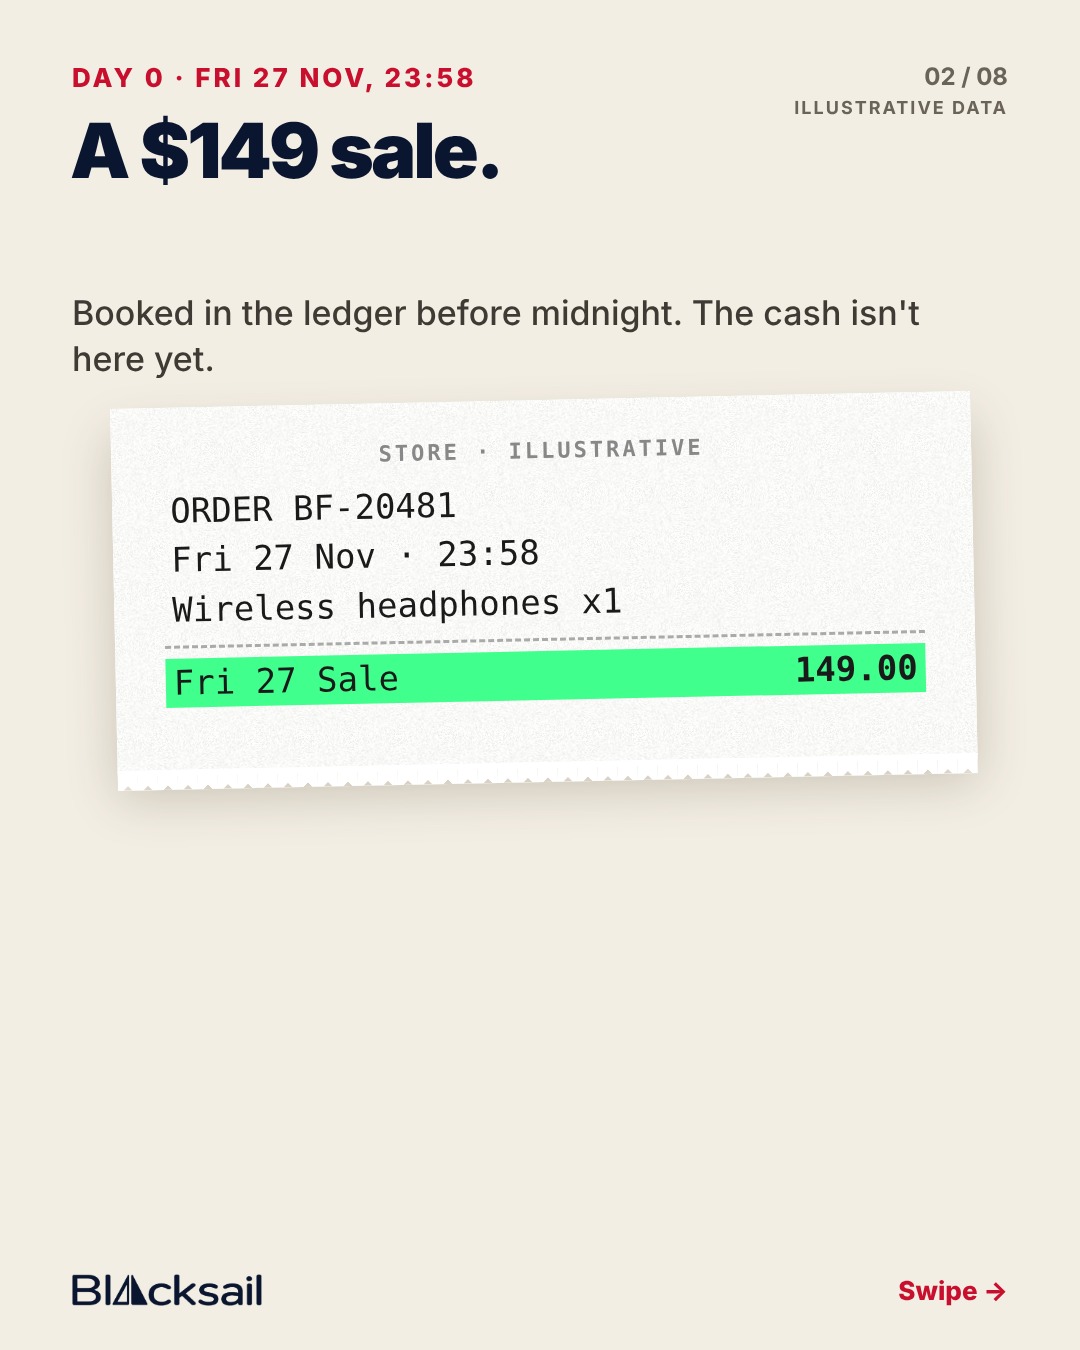 DAY 0 · FRI 27 NOV, 23:58
02 / 08
ILLUSTRATIVE DATA
A $149 sale.
Booked in the ledger before midnight. The cash isn't
here yet.
STORE · ILLUSTRATIVE
ORDER BF-20481
Fri 27 Nov · 23:58
Wireless headphones x1
Fri 27 Sale 149.00
Blacksail
Swipe →